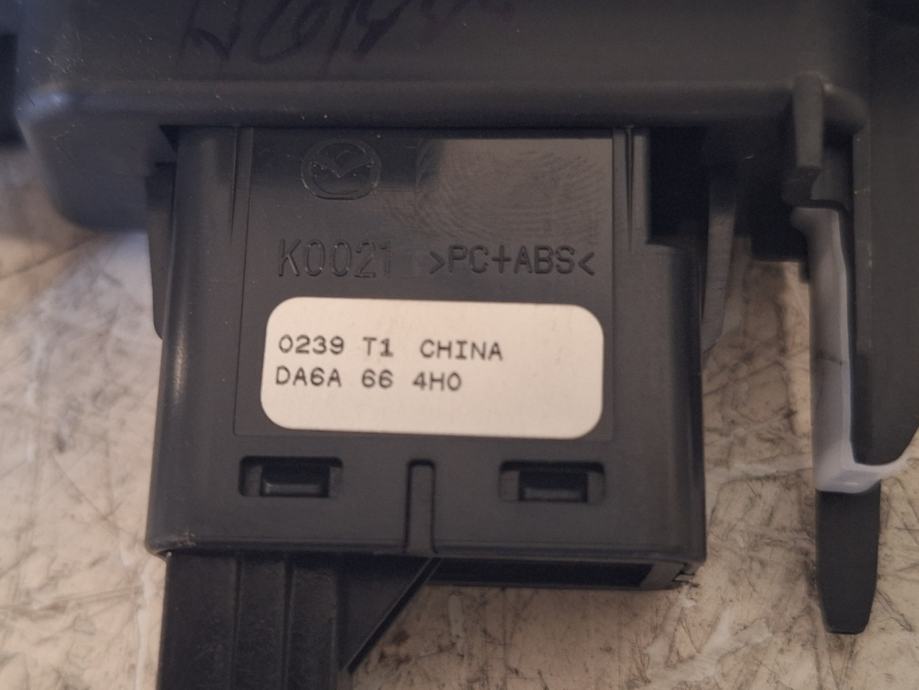 K0021 >PC+ABS<
0239 T1 CHINA
DA6A 66 4H0